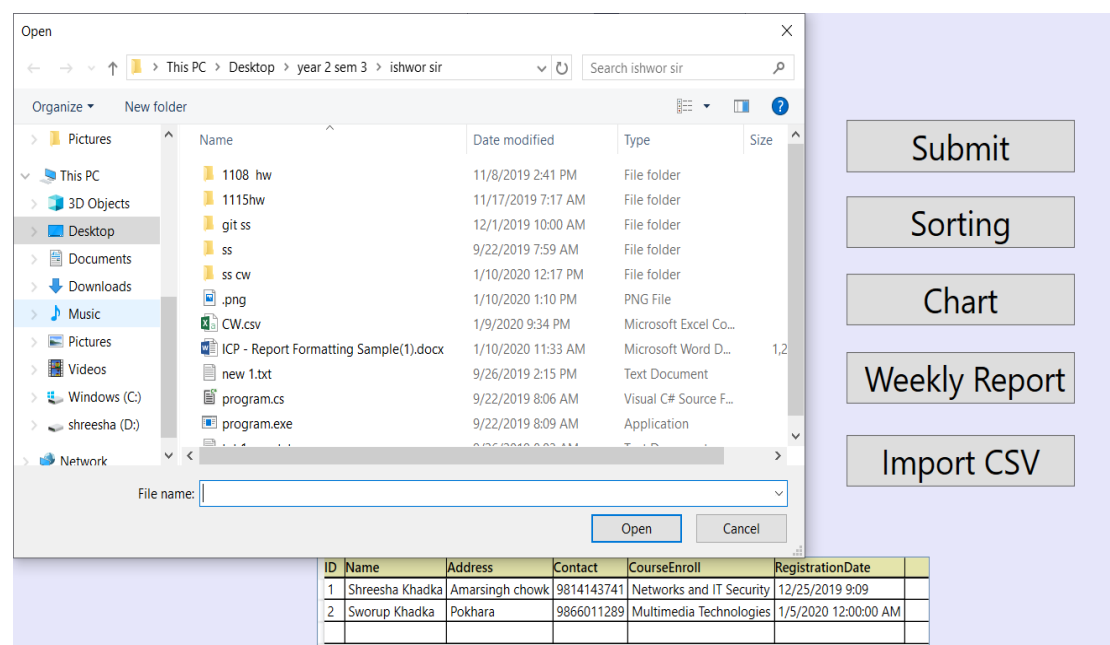 Open
This PC > Desktop > year 2 sem 3 > ishwor sir
Search ishwor sir
Organize
New folder
?
Pictures
This PC
3D Objects
Desktop
Documents
Downloads
Music
Pictures
Videos
Windows (C:)
shreesha (D:)
Network
Name Date modified Type Size
1108 hw 11/8/2019 2:41 PM File folder
1115hw 11/17/2019 7:17 AM File folder
git ss 12/1/2019 10:00 AM File folder
ss 9/22/2019 7:59 AM File folder
ss cw 1/10/2020 12:17 PM File folder
.png 1/10/2020 1:10 PM PNG File
CW.csv 1/9/2020 9:34 PM Microsoft Excel Co...
ICP - Report Formatting Sample(1).docx 1/10/2020 11:33 AM Microsoft Word D... 1,2
new 1.txt 9/26/2019 2:15 PM Text Document
program.cs 9/22/2019 8:06 AM Visual C# Source F...
program.exe 9/22/2019 8:09 AM Application
File name:
Open Cancel
Submit
Sorting
Chart
Weekly Report
Import CSV
ID Name Address Contact CourseEnroll RegistrationDate
1 Shreesha Khadka Amarsingh chowk 9814143741 Networks and IT Security 12/25/2019 9:09
2 Sworup Khadka Pokhara 9866011289 Multimedia Technologies 1/5/2020 12:00:00 AM